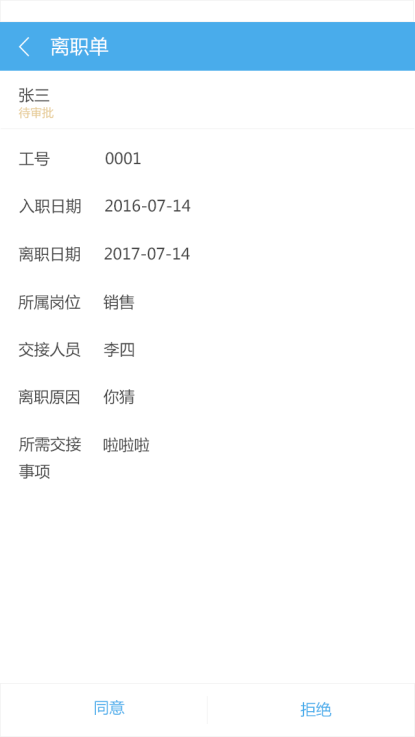 离职单
张三
待审批
工号 0001
入职日期 2016-07-14
离职日期 2017-07-14
所属岗位 销售
交接人员 李四
离职原因 你猜
所需交接 啦啦啦
事项
同意 拒绝